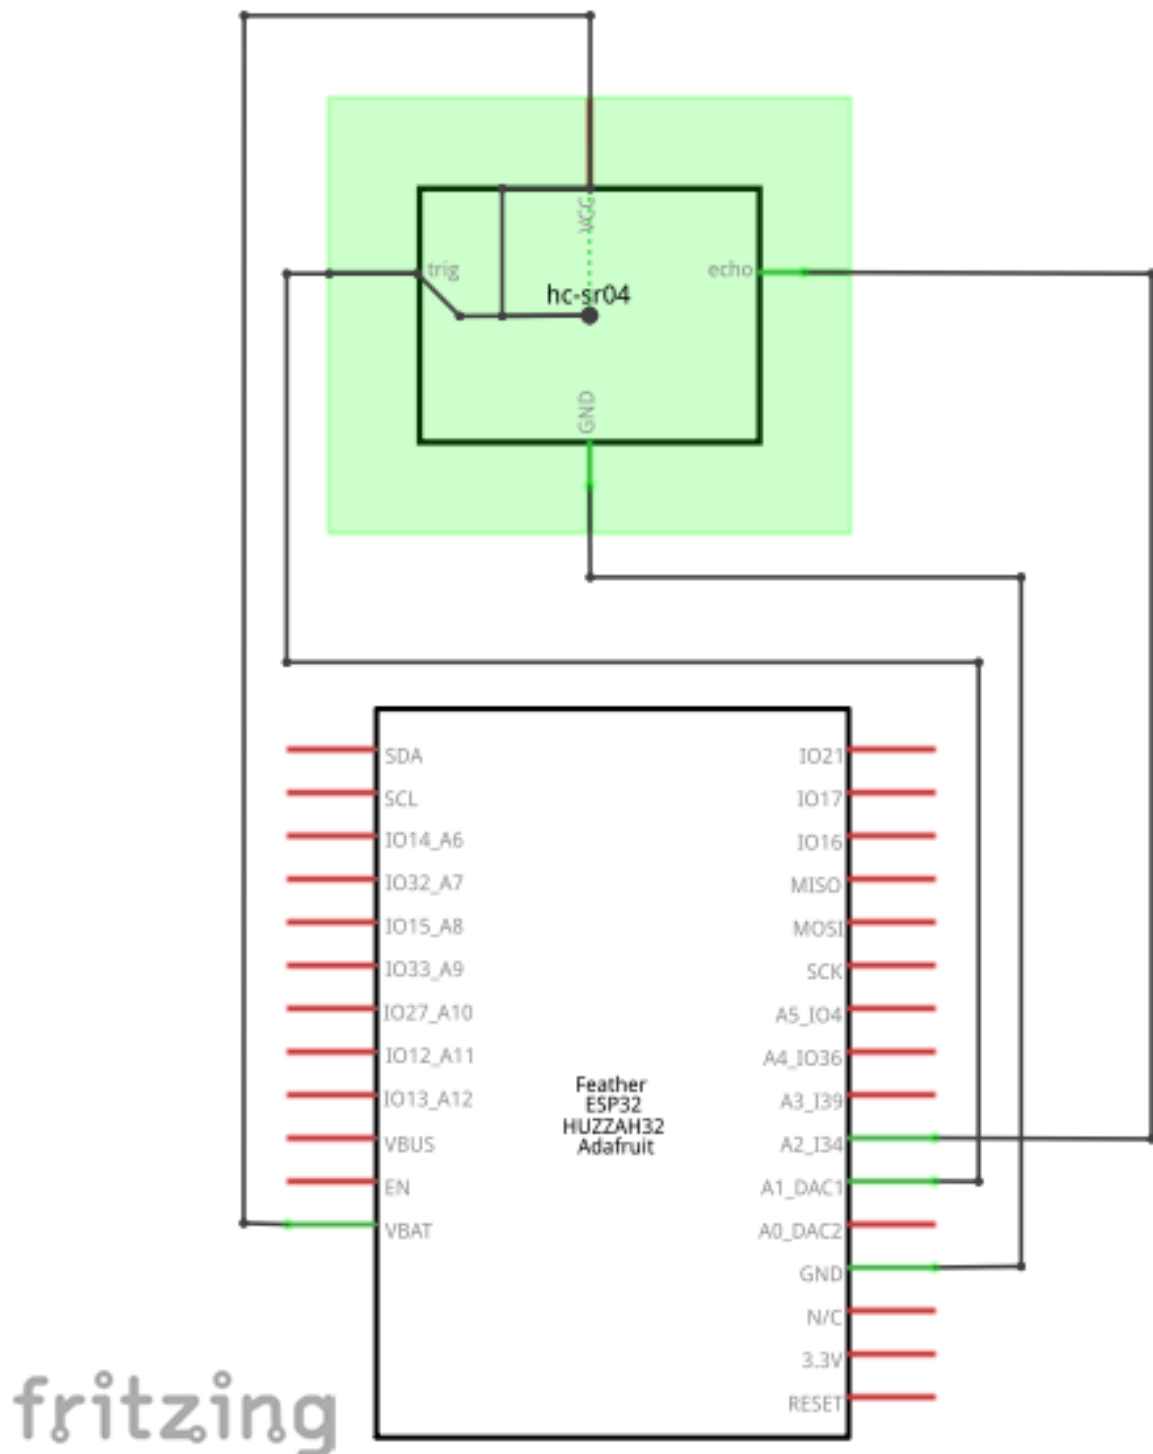 VCC
trig
echo
hc-sr04
GND
SDA
IO21
SCL
IO17
IO14_A6
IO16
IO32_A7
MISO
IO15_A8
MOSI
IO33_A9
SCK
IO27_A10
A5_IO4
IO12_A11
A4_IO36
Feather
ESP32
HUZZAH32
Adafruit
IO13_A12
A3_I39
VBUS
A2_I34
EN
A1_DAC1
VBAT
A0_DAC2
GND
N/C
3.3V
RESET
fritzing